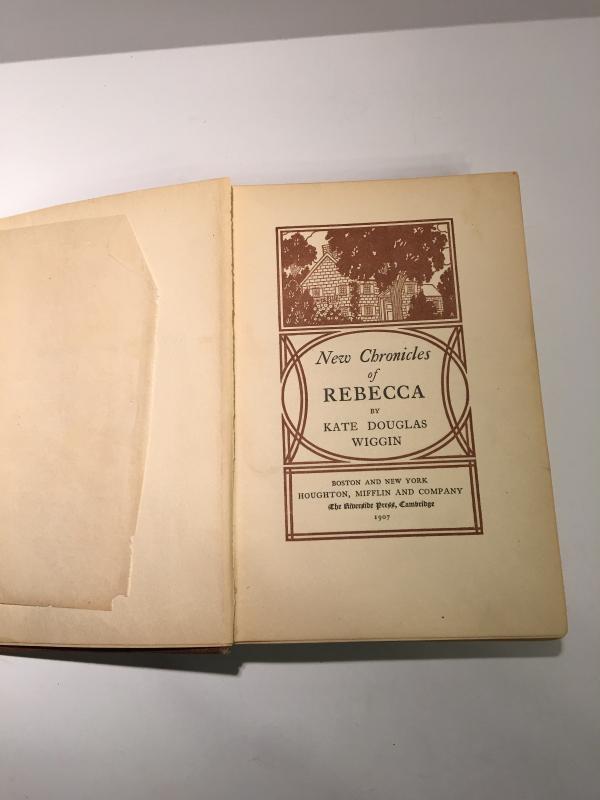 New Chronicles
of
REBECCA
BY
KATE DOUGLAS
WIGGIN
BOSTON AND NEW YORK
HOUGHTON, MIFFLIN AND COMPANY
The Riverside Press, Cambridge
1907